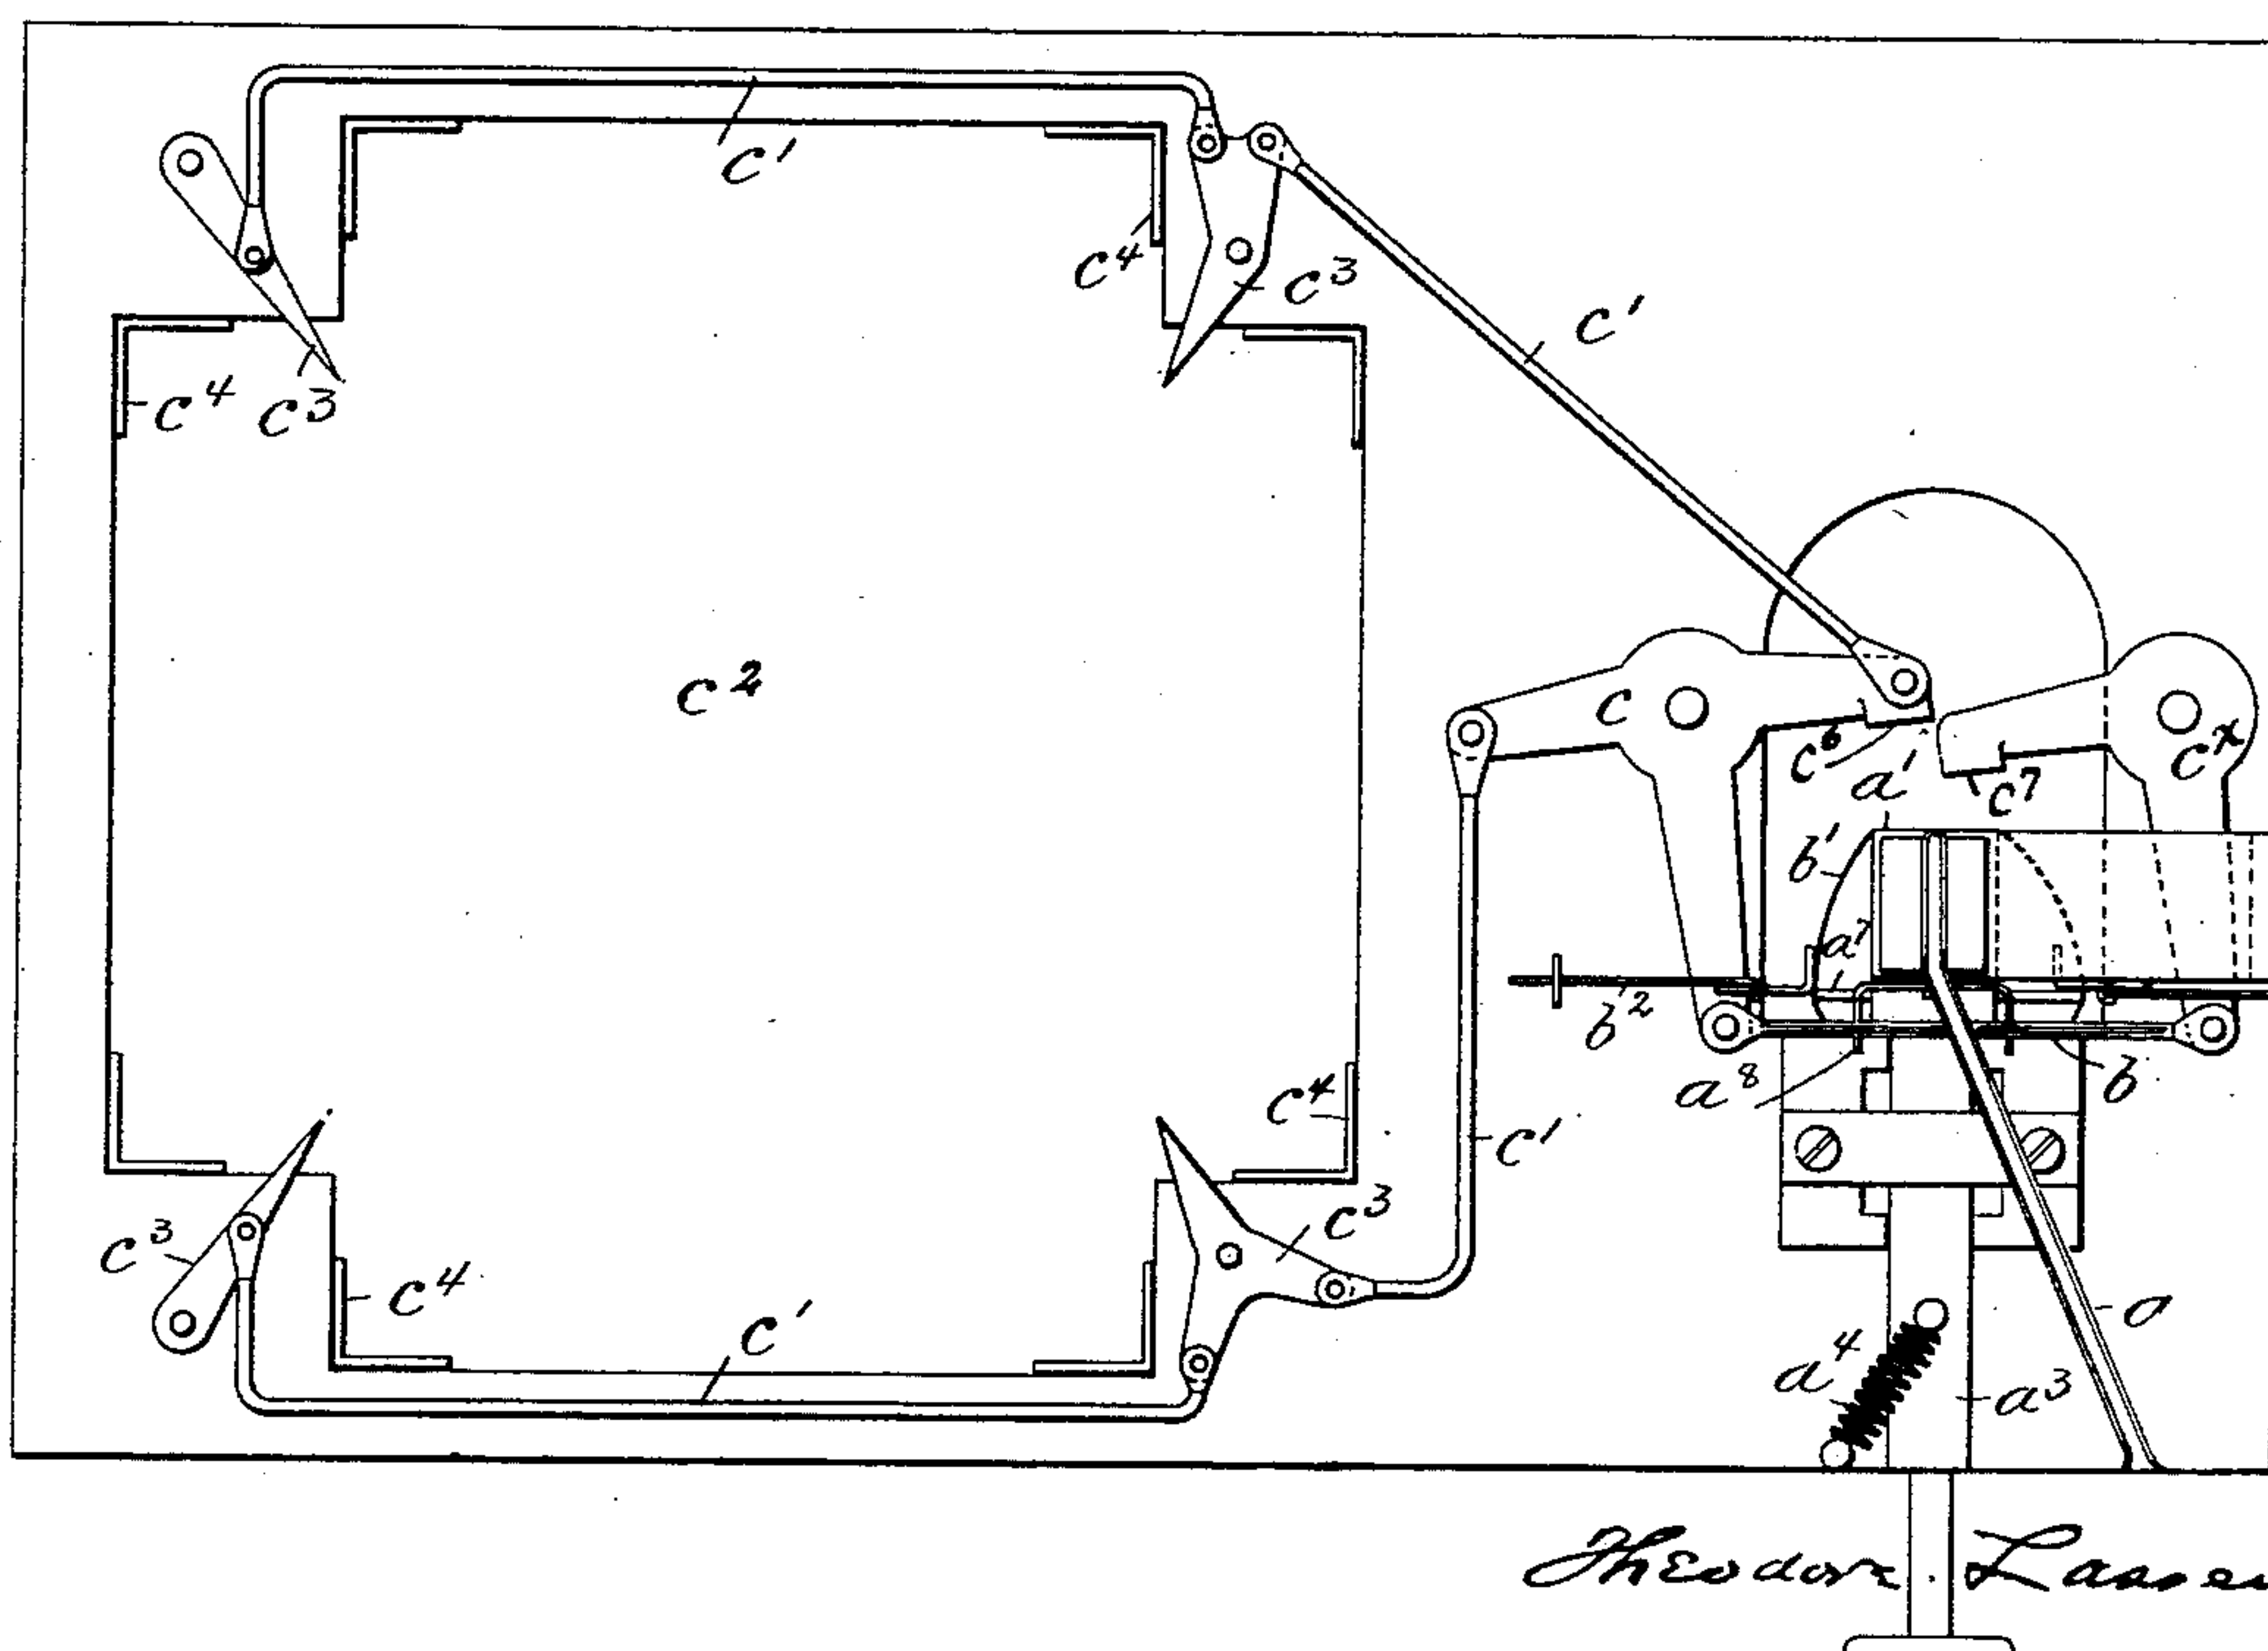 c'
c⁴
c³
c'
c⁴ c³
c²
c
c⁶
a'
c⁷
cˣ
b'
a⁷
b²
a⁸
b
c⁴
c'
c³
c³
c⁴
c'
a
a⁴
a³
Theodor